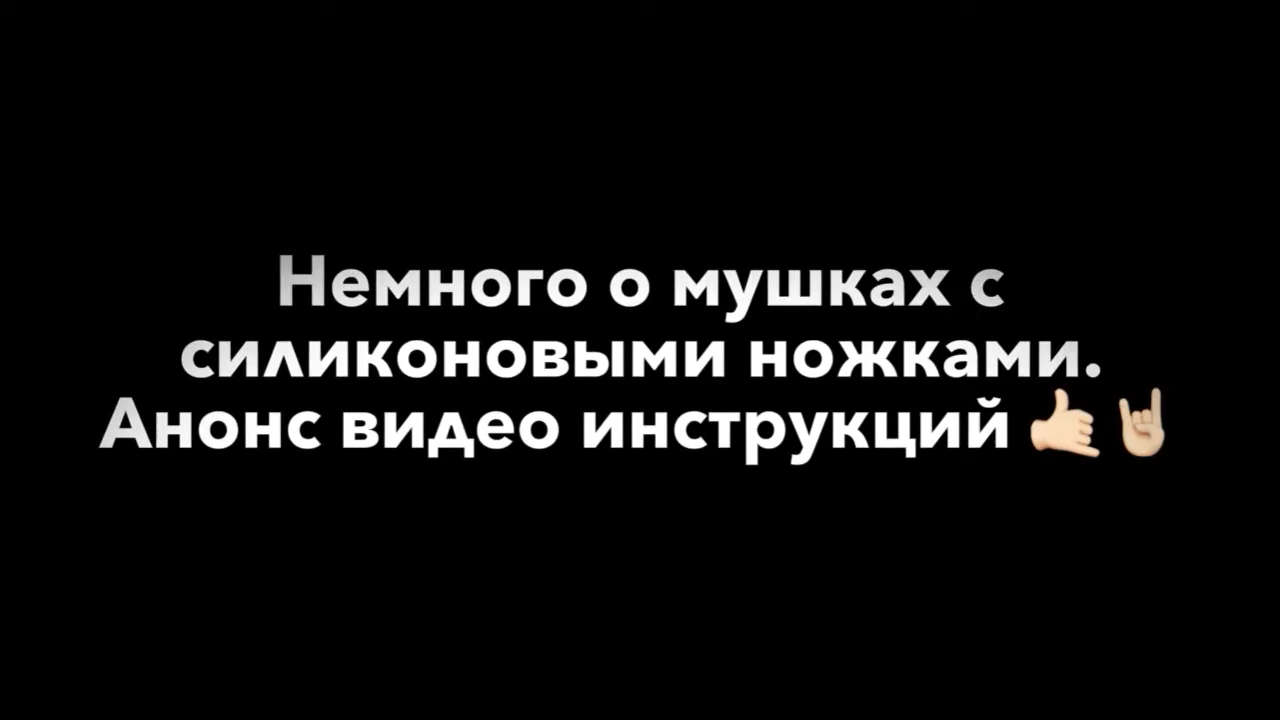 Немного о мушках с
силиконовыми ножками.
Анонс видео инструкций 🤙🏻 🤘🏻